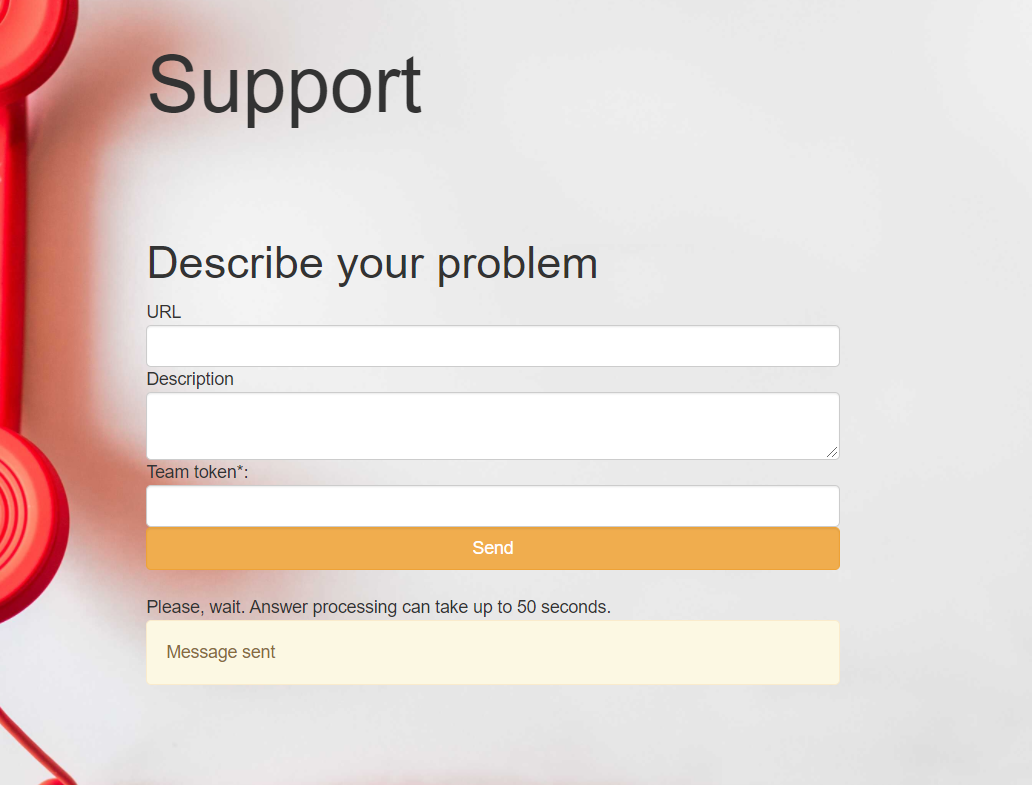 Support
Describe your problem
URL
Description
Team token*:
Send
Please, wait. Answer processing can take up to 50 seconds.
Message sent